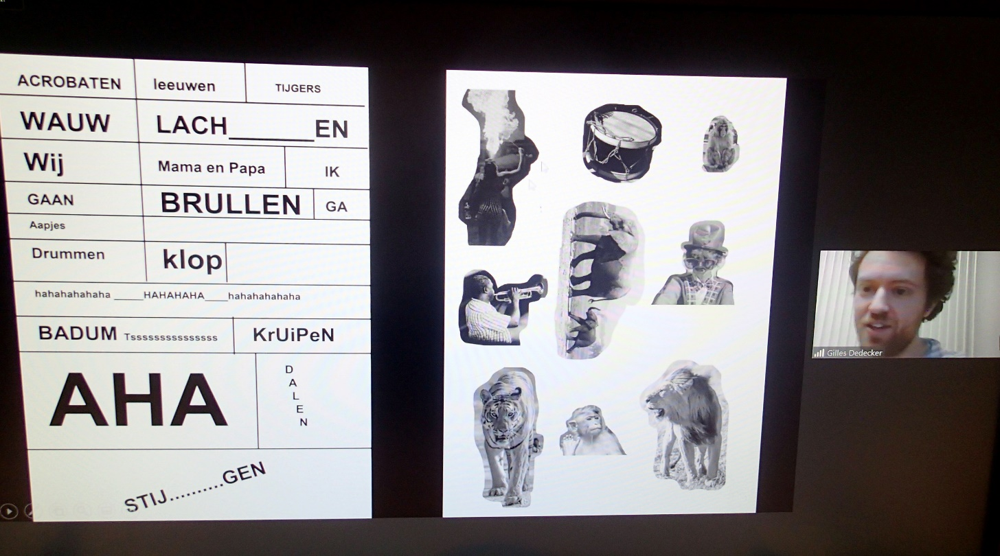 ACROBATEN leeuwen TIJGERS
WAUW LACH_______EN
Wij Mama en Papa IK
GAAN BRULLEN GA
Aapjes
Drummen klop
hahahahahaha _____HAHAHAHA____hahahahahaha
BADUM Tsssssssssssssss KrUiPeN
AHA
D
A
L
E
N
STIJ..........GEN
Gilles Dedecker